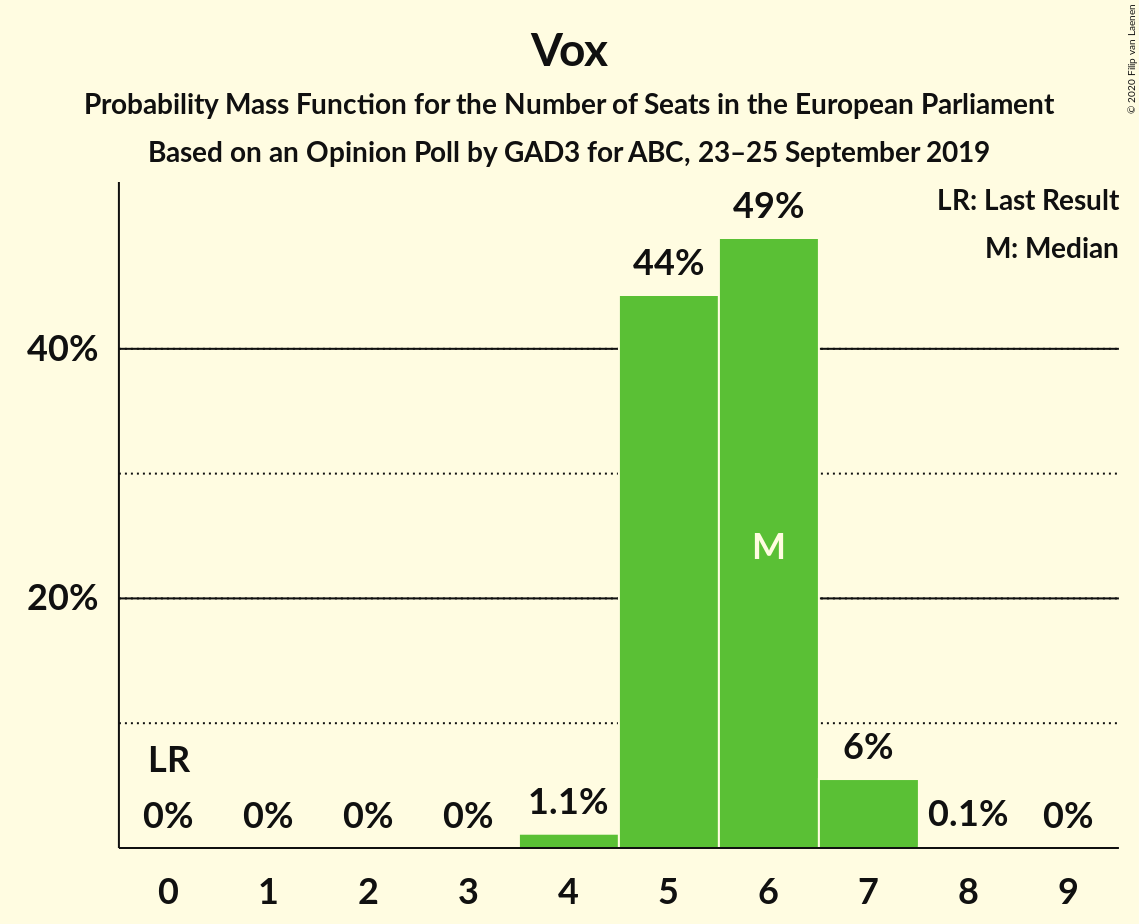 Vox
Probability Mass Function for the Number of Seats in the European Parliament
Based on an Opinion Poll by GAD3 for ABC, 23–25 September 2019
© 2020 Filip van Laenen
LR: Last Result
M: Median
49%
44%
40%
M
20%
LR
6%
0% 0% 0% 0% 1.1% 0.1% 0%
0 1 2 3 4 5 6 7 8 9